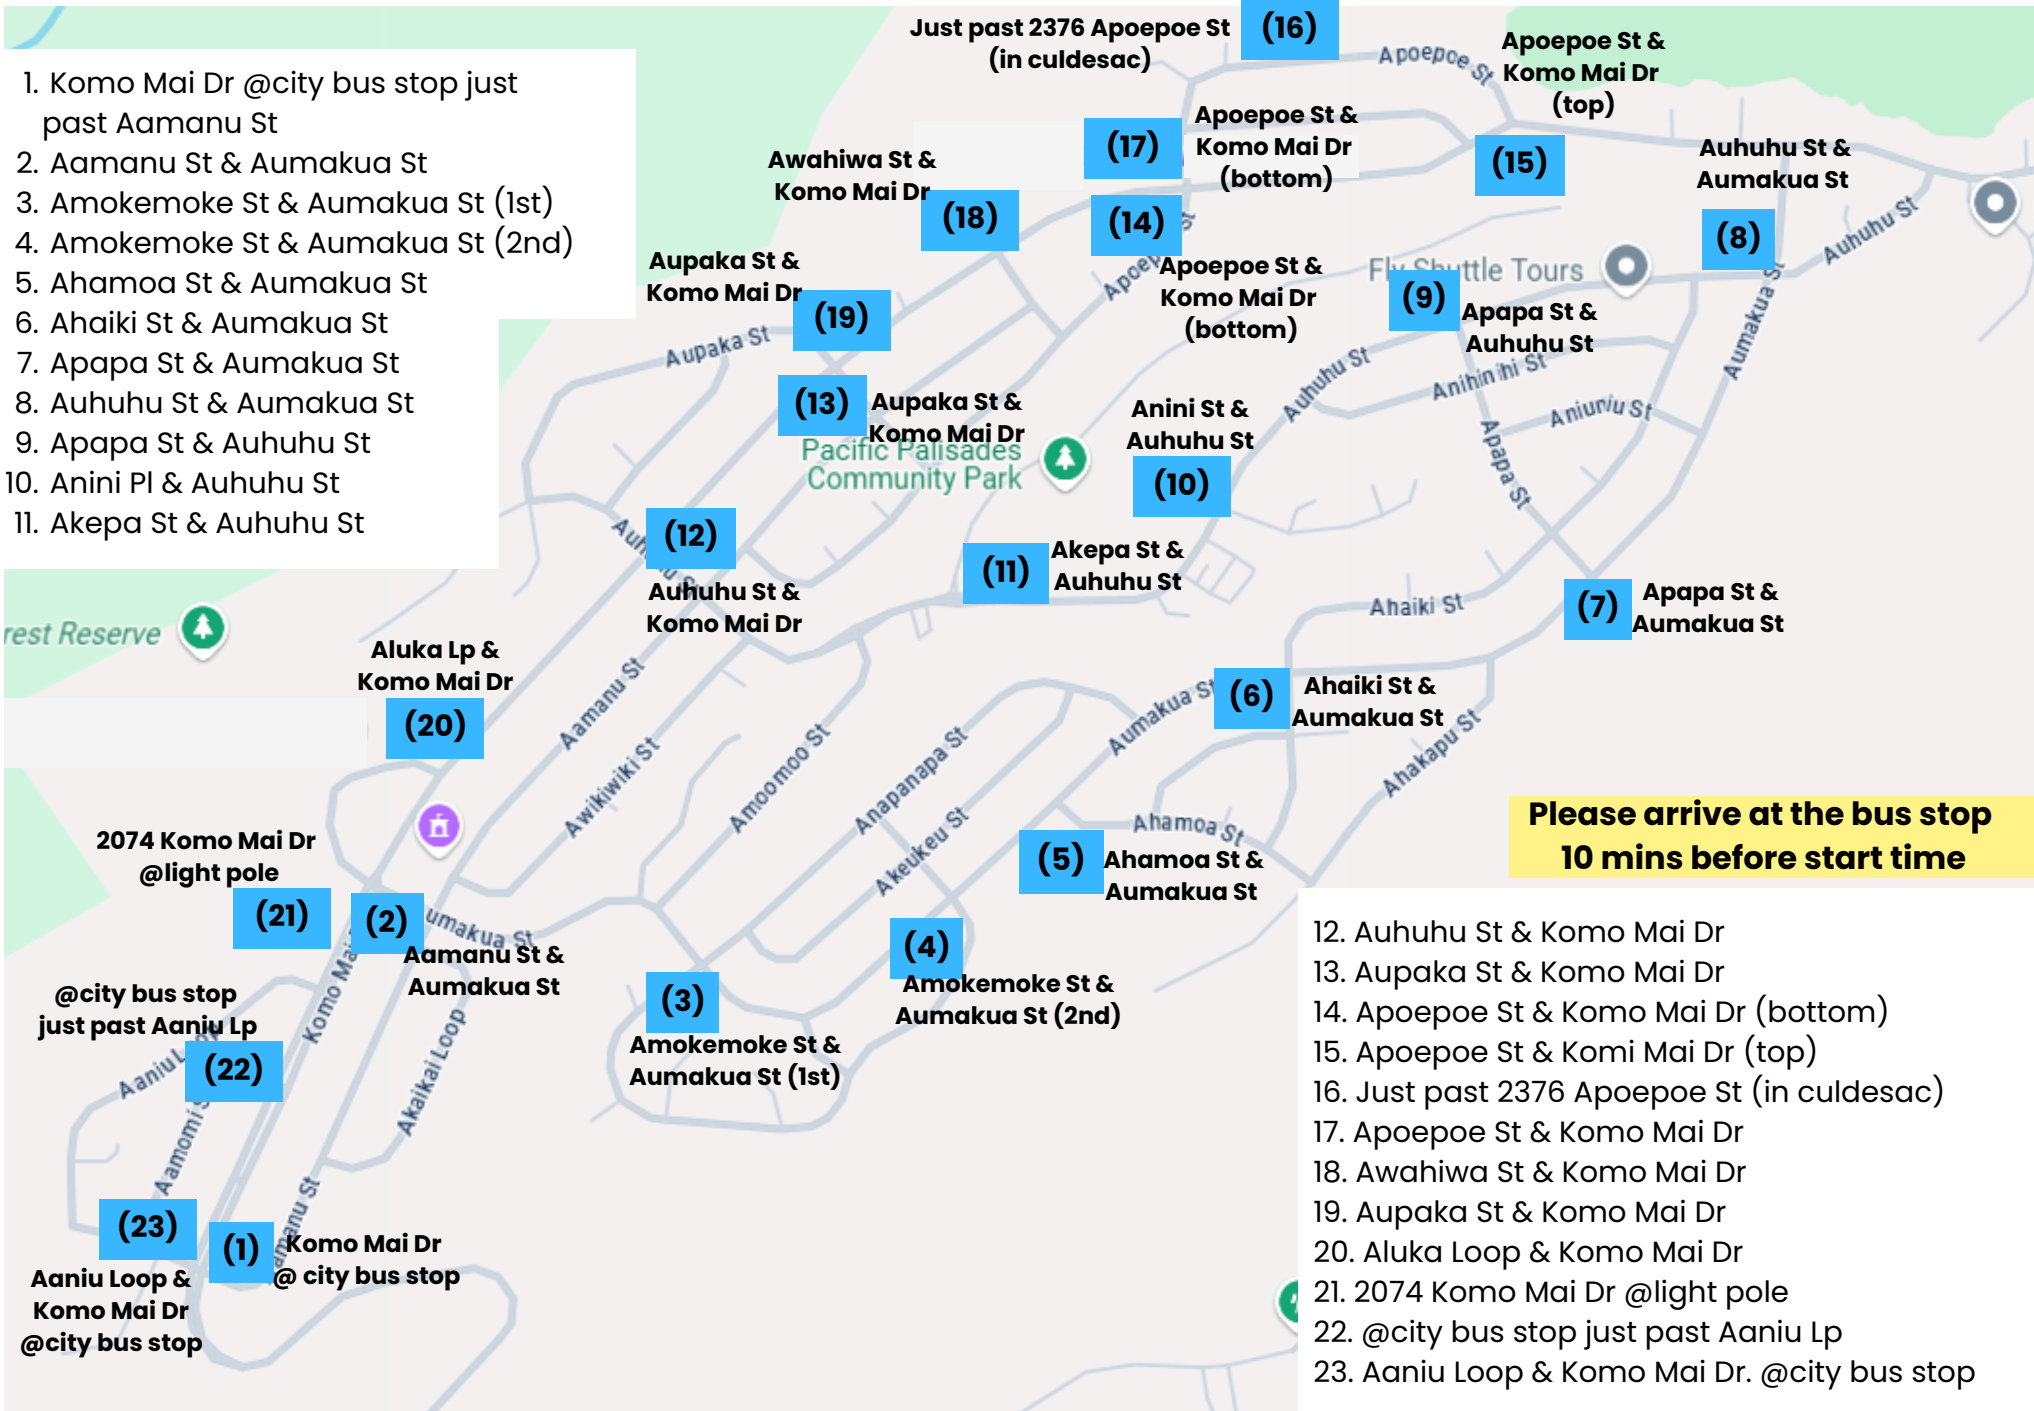 1. Komo Mai Dr @city bus stop just
past Aamanu St
2. Aamanu St & Aumakua St
3. Amokemoke St & Aumakua St (1st)
4. Amokemoke St & Aumakua St (2nd)
5. Ahamoa St & Aumakua St
6. Ahaiki St & Aumakua St
7. Apapa St & Aumakua St
8. Auhuhu St & Aumakua St
9. Apapa St & Auhuhu St
10. Anini Pl & Auhuhu St
11. Akepa St & Auhuhu St
Just past 2376 Apoepoe St
(in culdesac)
(16)
Apoepoe St
Apoepoe St &
Komo Mai Dr
(top)
(15)
Apoepoe St &
Komo Mai Dr
(bottom)
(17)
Awahiwa St &
Komo Mai Dr
(18)
(14)
Apoepoe St &
Komo Mai Dr
(bottom)
St
Auhuhu St &
Aumakua St
(8)
Auhuhu St
Aumakua St
Fly Shuttle Tours
(9)
Apapa St &
Auhuhu St
Aupaka St &
Komo Mai Dr
(19)
Aupaka St
(13)
Aupaka St &
Komo Mai Dr
Pacific Palisades
Community Park
Anini St &
Auhuhu St
(10)
Auhuhu St
Anihinihi St
Aniuniu St
Apapa St
(12)
Auhuhu St &
Komo Mai Dr
(11)
Akepa St &
Auhuhu St
Ahaiki St
(7)
Apapa St &
Aumakua St
rest Reserve
Aluka Lp &
Komo Mai Dr
(20)
Aamanu St
Awikiwiki St
Amoomoo St
Anapanapa St
Akeukeu St
Aumakua St
(6)
Ahaiki St &
Aumakua St
Ahakapu St
Ahamoa St
(5)
Ahamoa St &
Aumakua St
2074 Komo Mai Dr
@light pole
(21)
(2)
umakua St
Aamanu St &
Aumakua St
Komo Mai
(4)
Amokemoke St &
Aumakua St (2nd)
(3)
Amokemoke St &
Aumakua St (1st)
@city bus stop
just past Aaniu Lp
(22)
Aaniu Loop
Aamomi S
Akaikai Loop
(23)
Aaniu Loop &
Komo Mai Dr
@city bus stop
(1)
Komo Mai Dr
@ city bus stop
amanu St
Please arrive at the bus stop
10 mins before start time
12. Auhuhu St & Komo Mai Dr
13. Aupaka St & Komo Mai Dr
14. Apoepoe St & Komo Mai Dr (bottom)
15. Apoepoe St & Komi Mai Dr (top)
16. Just past 2376 Apoepoe St (in culdesac)
17. Apoepoe St & Komo Mai Dr
18. Awahiwa St & Komo Mai Dr
19. Aupaka St & Komo Mai Dr
20. Aluka Loop & Komo Mai Dr
21. 2074 Komo Mai Dr @light pole
22. @city bus stop just past Aaniu Lp
23. Aaniu Loop & Komo Mai Dr. @city bus stop